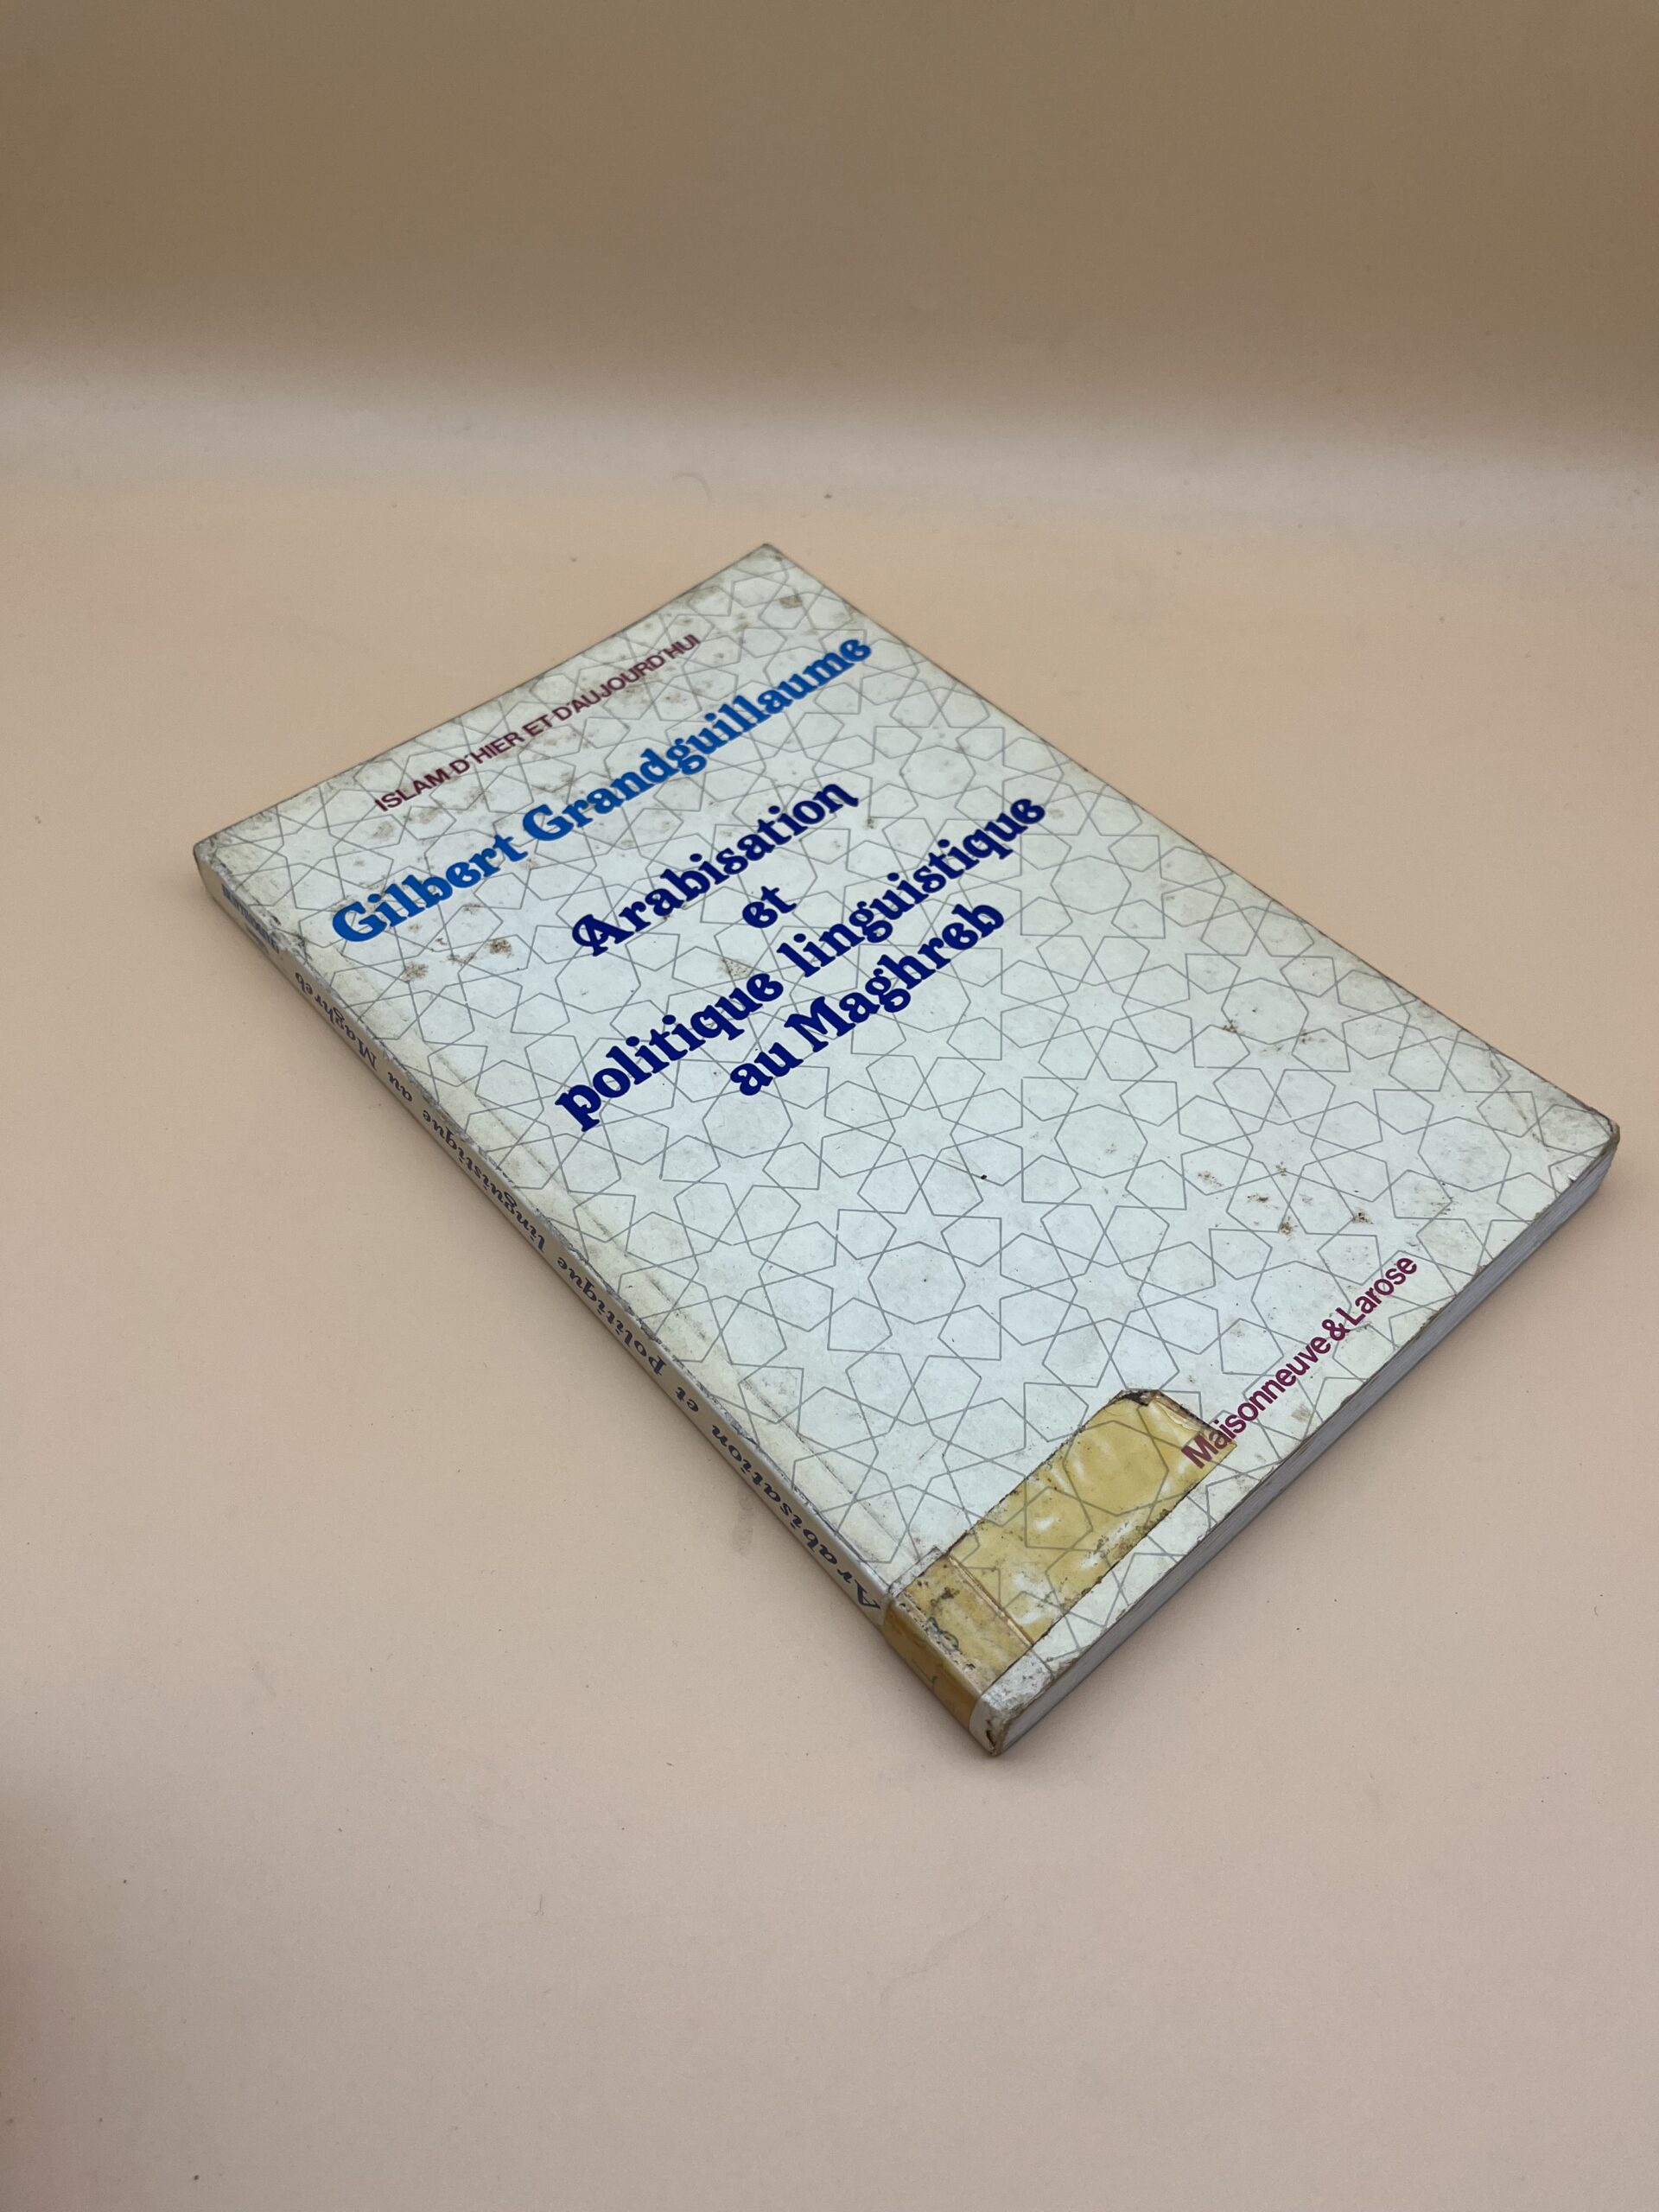 ISLAM D'HIER ET D'AUJOURD'HUI
Gilbert Grandguillaume
Arabisation
et
politique linguistique
au Maghreb
Maisonneuve & Larose
Arabisation et politique linguistique au Maghreb